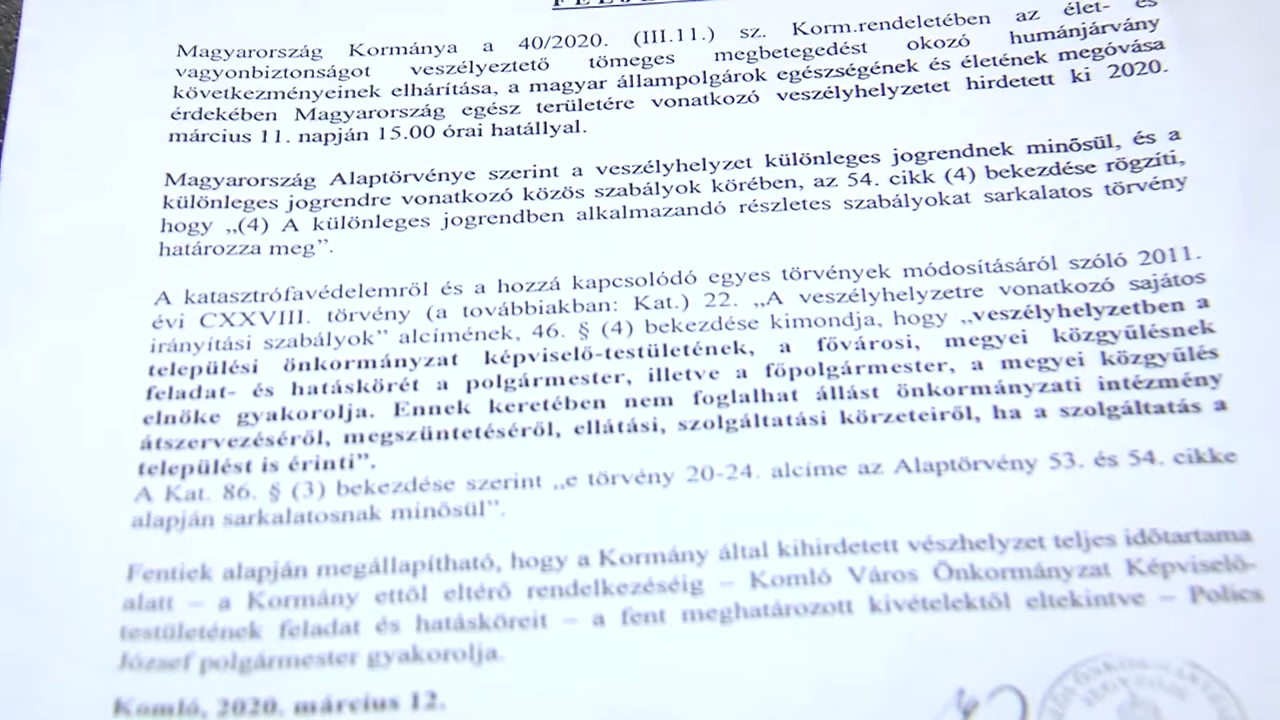 Magyarország Kormánya a 40/2020. (III.11.) sz. Korm.rendeletében az élet- és
vagyonbiztonságot veszélyeztető tömeges megbetegedést okozó humánjárvány
következményeinek elhárítása, a magyar állampolgárok egészségének és életének megóvása
érdekében Magyarország egész területére vonatkozó veszélyhelyzetet hirdetett ki 2020.
március 11. napján 15.00 órai hatállyal.
Magyarország Alaptörvénye szerint a veszélyhelyzet különleges jogrendnek minősül, és a
különleges jogrendre vonatkozó közös szabályok körében, az 54. cikk (4) bekezdése rögzíti,
hogy „(4) A különleges jogrendben alkalmazandó részletes szabályokat sarkalatos törvény
határozza meg”.
A katasztrófavédelemről és a hozzá kapcsolódó egyes törvények módosításáról szóló 2011.
évi CXXVIII. törvény (a továbbiakban: Kat.) 22. „A veszélyhelyzetre vonatkozó sajátos
irányítási szabályok” alcímének, 46. § (4) bekezdése kimondja, hogy „veszélyhelyzetben a
települési önkormányzat képviselő-testületének, a fővárosi, megyei közgyűlésnek
feladat- és hatáskörét a polgármester, illetve a főpolgármester, a megyei közgyűlés
elnöke gyakorolja. Ennek keretében nem foglalhat állást önkormányzati intézmény
átszervezéséről, megszüntetéséről, ellátási, szolgáltatási körzeteiről, ha a szolgáltatás a
települést is érinti”.
A Kat. 86. § (3) bekezdése szerint „e törvény 20-24. alcíme az Alaptörvény 53. és 54. cikke
alapján sarkalatosnak minősül”.
Fentiek alapján megállapítható, hogy a Kormány által kihirdetett vészhelyzet teljes időtartama
alatt – a Kormány ettől eltérő rendelkezéséig – Komló Város Önkormányzat Képviselő-
testületének feladat és hatásköreit – a fent meghatározott kivételektől eltekintve – Polics
József polgármester gyakorolja.
Komló, 2020. március 12.